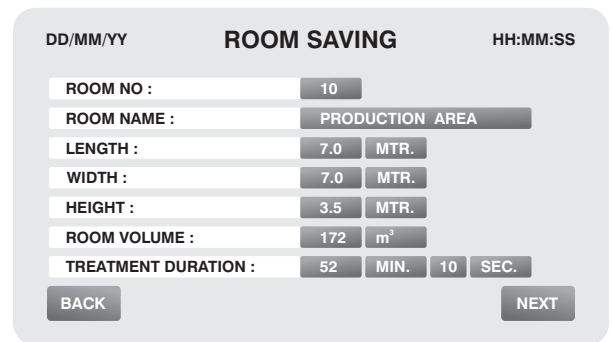 DD/MM/YY ROOM SAVING HH:MM:SS
ROOM NO : 10
ROOM NAME : PRODUCTION AREA
LENGTH : 7.0 MTR.
WIDTH : 7.0 MTR.
HEIGHT : 3.5 MTR.
ROOM VOLUME : 172 m³
TREATMENT DURATION : 52 MIN. 10 SEC.
BACK NEXT